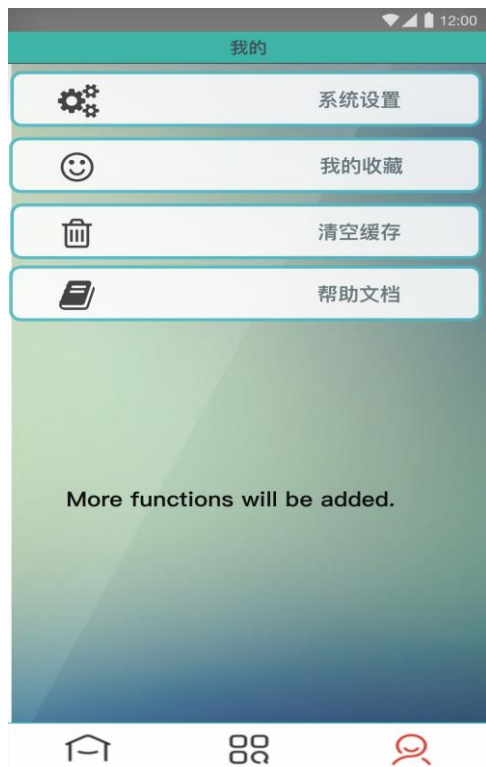 12:00
我的
系统设置
我的收藏
清空缓存
帮助文档
More functions will be added.